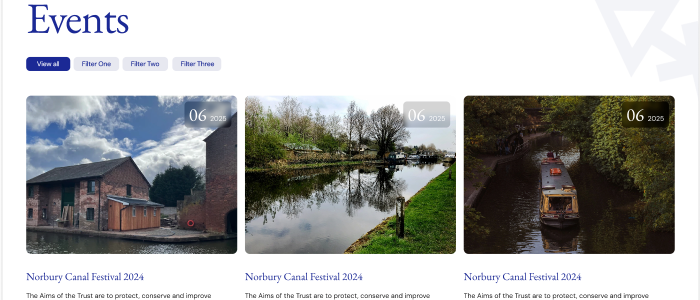 Events
View all Filter One Filter Two Filter Three
06 2025 06 2025 06 2025
Norbury Canal Festival 2024 Norbury Canal Festival 2024 Norbury Canal Festival 2024
The Aims of the Trust are to protect, conserve and improve The Aims of the Trust are to protect, conserve and improve The Aims of the Trust are to protect, conserve and improve